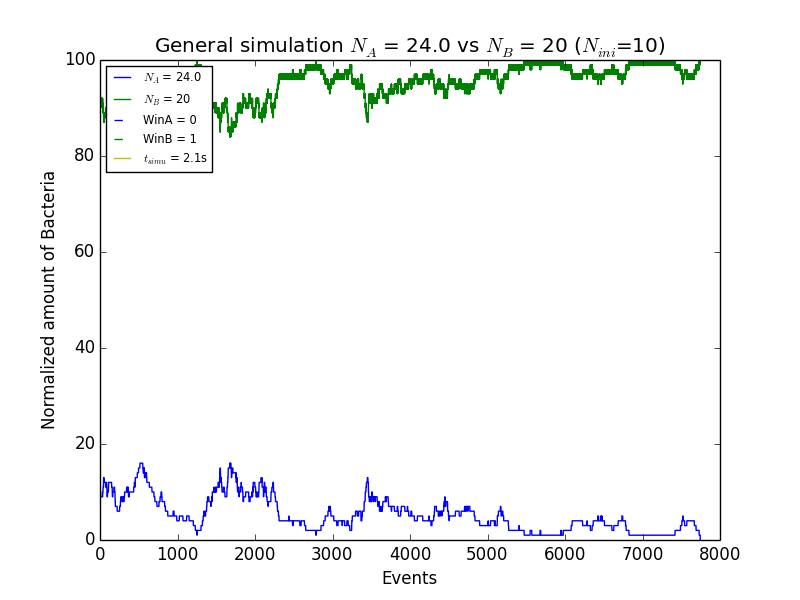 General simulation N_A = 24.0 vs N_B = 20 (N_ini=10)
100
80
60
40
20
0
Normalized amount of Bacteria
N_A = 24.0
N_B = 20
WinA = 0
WinB = 1
t_simu = 2.1s
0 1000 2000 3000 4000 5000 6000 7000 8000
Events